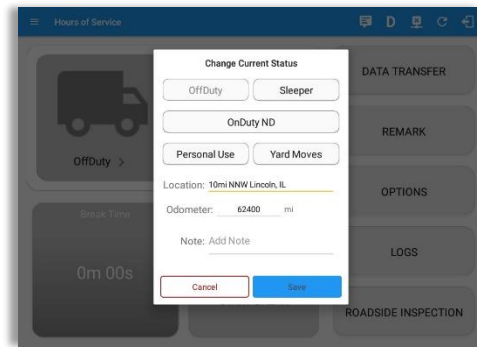 Hours of Service
D
Change Current Status
OffDuty
Sleeper
OnDuty ND
Personal Use
Yard Moves
Location: 10mi NNW Lincoln, IL
Odometer: 62400 mi
Note: Add Note
Cancel
Save
OffDuty >
Break Time
0m 00s
DATA TRANSFER
REMARK
OPTIONS
LOGS
ROADSIDE INSPECTION